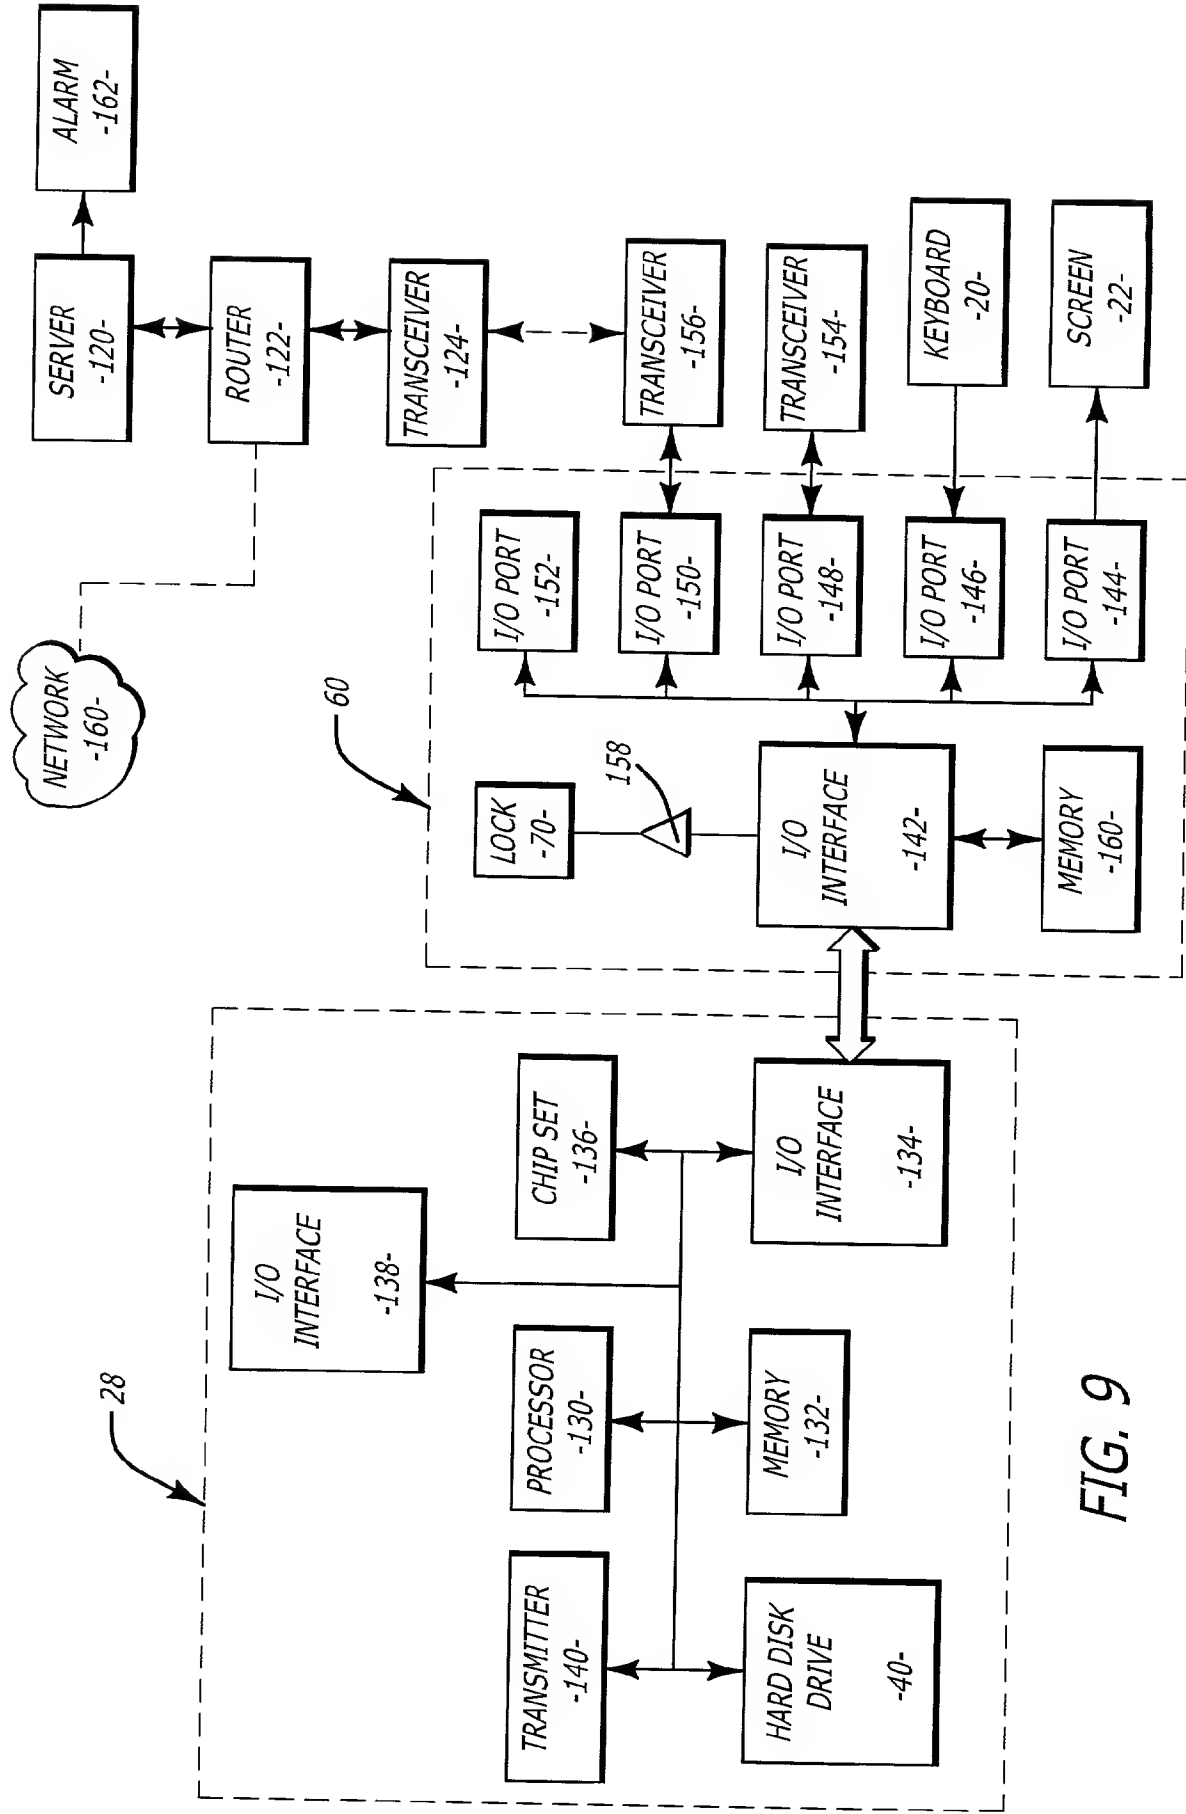 28
TRANSMITTER
-140-
PROCESSOR
-130-
I/O
INTERFACE
-138-
CHIP SET
-136-
HARD DISK
DRIVE
-40-
MEMORY
-132-
I/O
INTERFACE
-134-
NETWORK
-160-
SERVER
-120-
ALARM
-162-
ROUTER
-122-
TRANSCEIVER
-124-
60
LOCK
-70-
158
I/O
INTERFACE
-142-
MEMORY
-160-
I/O PORT
-152-
I/O PORT
-150-
I/O PORT
-148-
I/O PORT
-146-
I/O PORT
-144-
TRANSCEIVER
-156-
TRANSCEIVER
-154-
KEYBOARD
-20-
SCREEN
-22-
FIG. 9